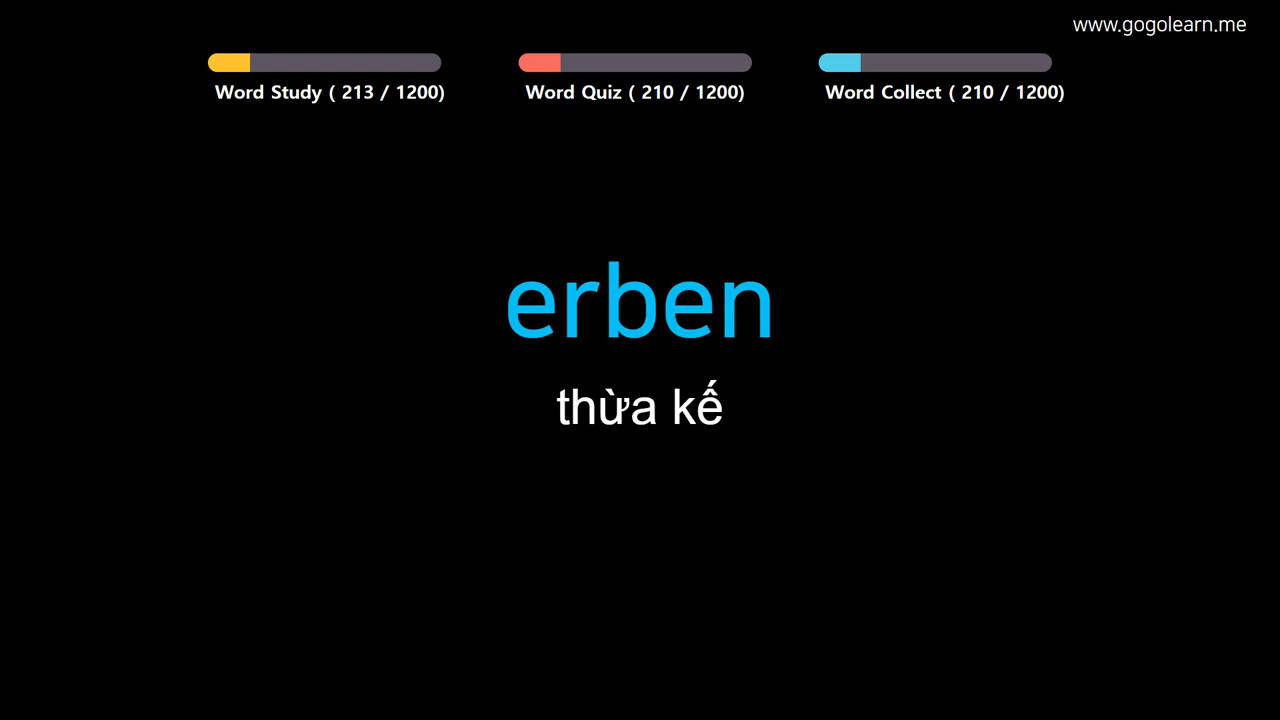 www.gogolearn.me
Word Study ( 213 / 1200)
Word Quiz ( 210 / 1200)
Word Collect ( 210 / 1200)
erben
thừa kế